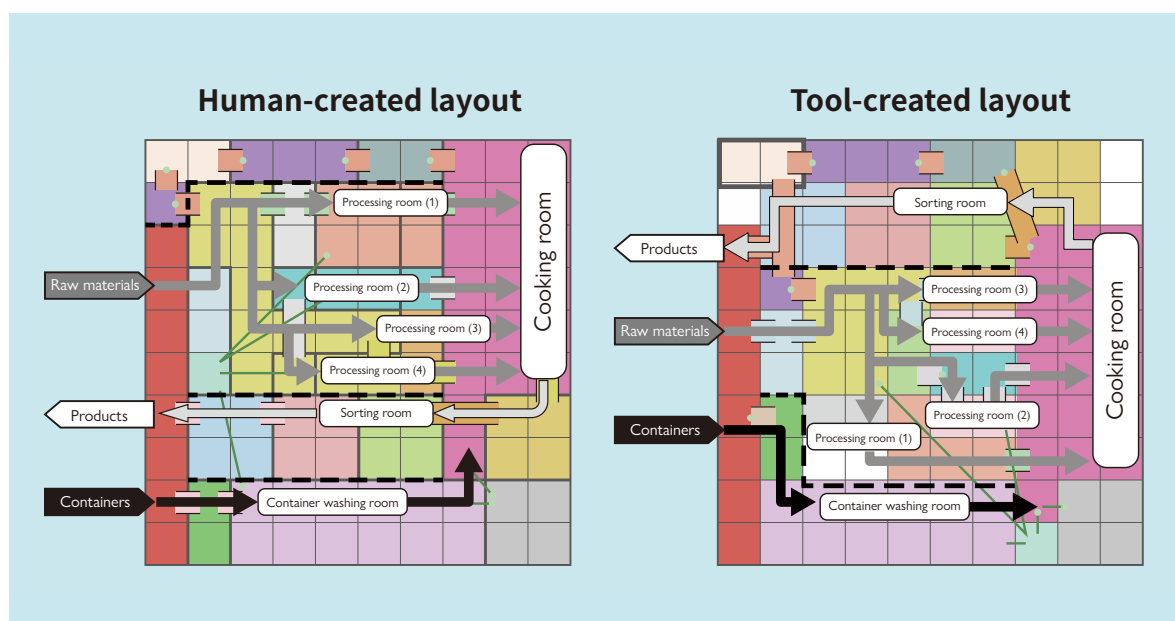 Human-created layout
Processing room (1)
Cooking room
Raw materials
Processing room (2)
Processing room (3)
Processing room (4)
Products
Sorting room
Containers
Container washing room
Tool-created layout
Sorting room
Products
Cooking room
Processing room (3)
Raw materials
Processing room (4)
Processing room (2)
Containers
Processing room (1)
Container washing room